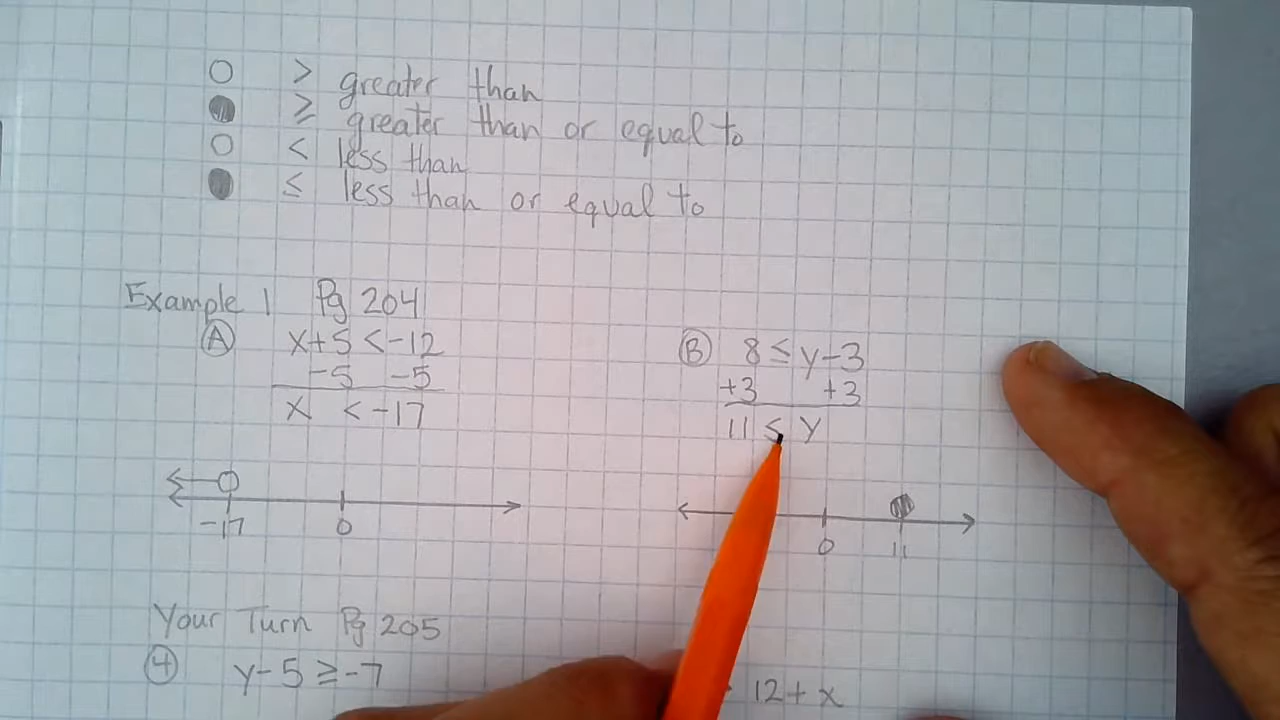 > greater than
≥ greater than or equal to
< less than
≤ less than or equal to
Example 1 Pg 204
A x+5 < -12
-5 -5
x < -17
-17 0
B 8 ≤ y-3
+3 +3
11 ≤ y
0 11
Your Turn Pg 205
4 y-5 ≥ -7
12+x